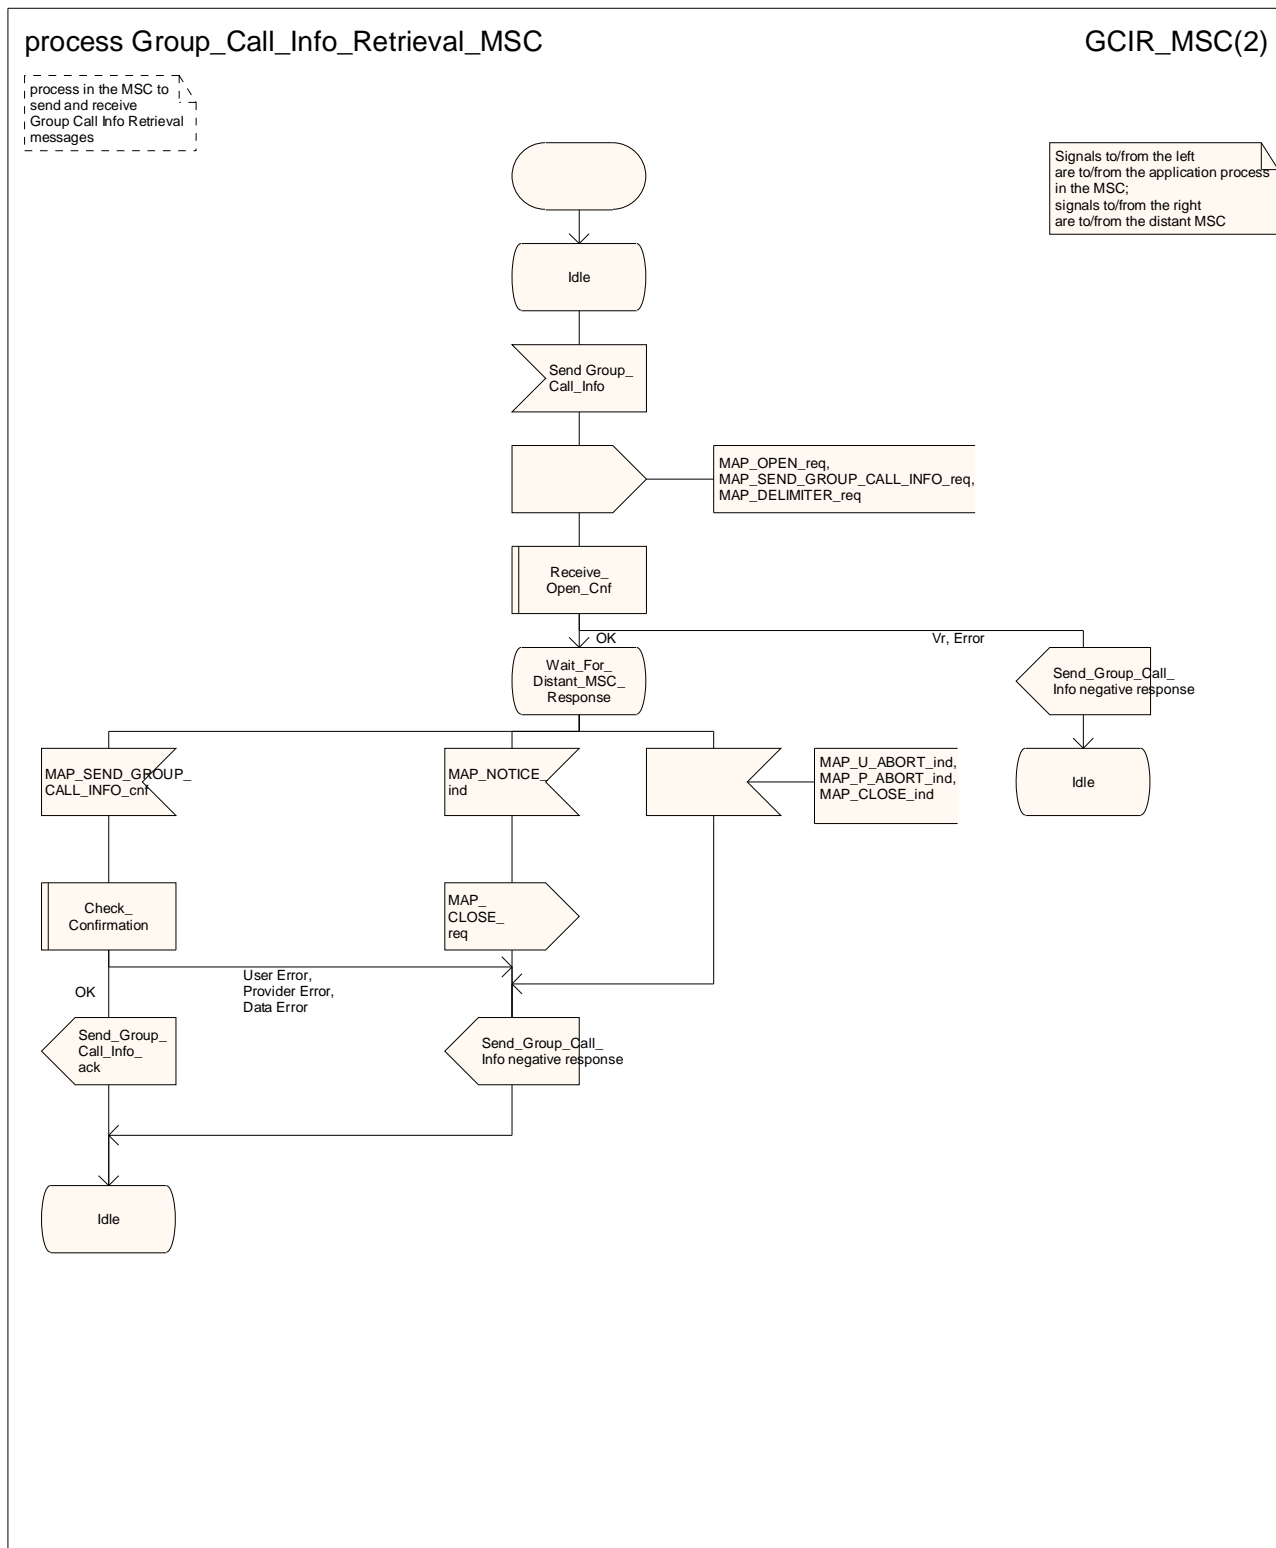 process Group_Call_Info_Retrieval_MSC
GCIR_MSC(2)
process in the MSC to
send and receive
Group Call Info Retrieval
messages
Signals to/from the left
are to/from the application process
in the MSC;
signals to/from the right
are to/from the distant MSC
Idle
Send Group_
Call_Info
MAP_OPEN_req,
MAP_SEND_GROUP_CALL_INFO_req,
MAP_DELIMITER_req
Receive_
Open_Cnf
OK
Vr, Error
Wait_For_
Distant_MSC_
Response
Send_Group_Call_
Info negative response
MAP_SEND_GROUP_
CALL_INFO_cnf
MAP_NOTICE_
ind
MAP_U_ABORT_ind,
MAP_P_ABORT_ind,
MAP_CLOSE_ind
Idle
Check_
Confirmation
MAP_
CLOSE_
req
User Error,
Provider Error,
Data Error
OK
Send_Group_
Call_Info_
ack
Send_Group_Call_
Info negative response
Idle